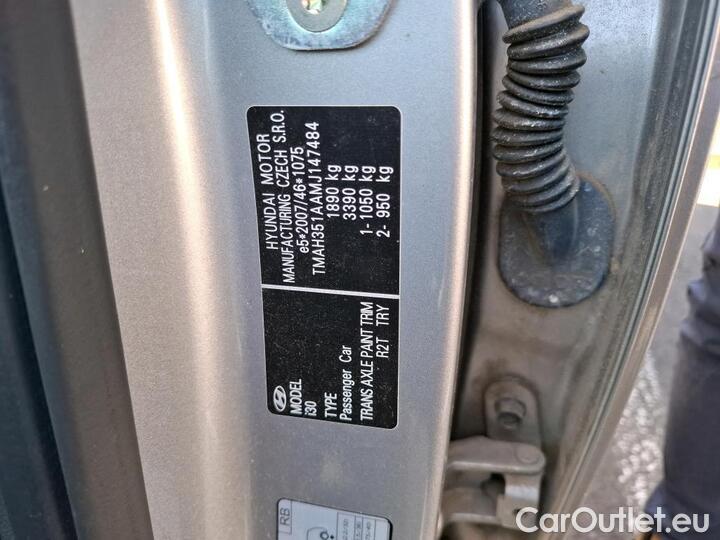 HYUNDAI MOTOR
MANUFACTURING CZECH S.R.O.
e5*2007/46*1075
TMAH351AAMJ147484
1890 kg
3390 kg
1- 1050 kg
2- 950 kg
MODEL
i30
TYPE
Passenger Car
TRANS AXLE PAINT TRIM
R2T TRY
RB
CarOutlet.eu